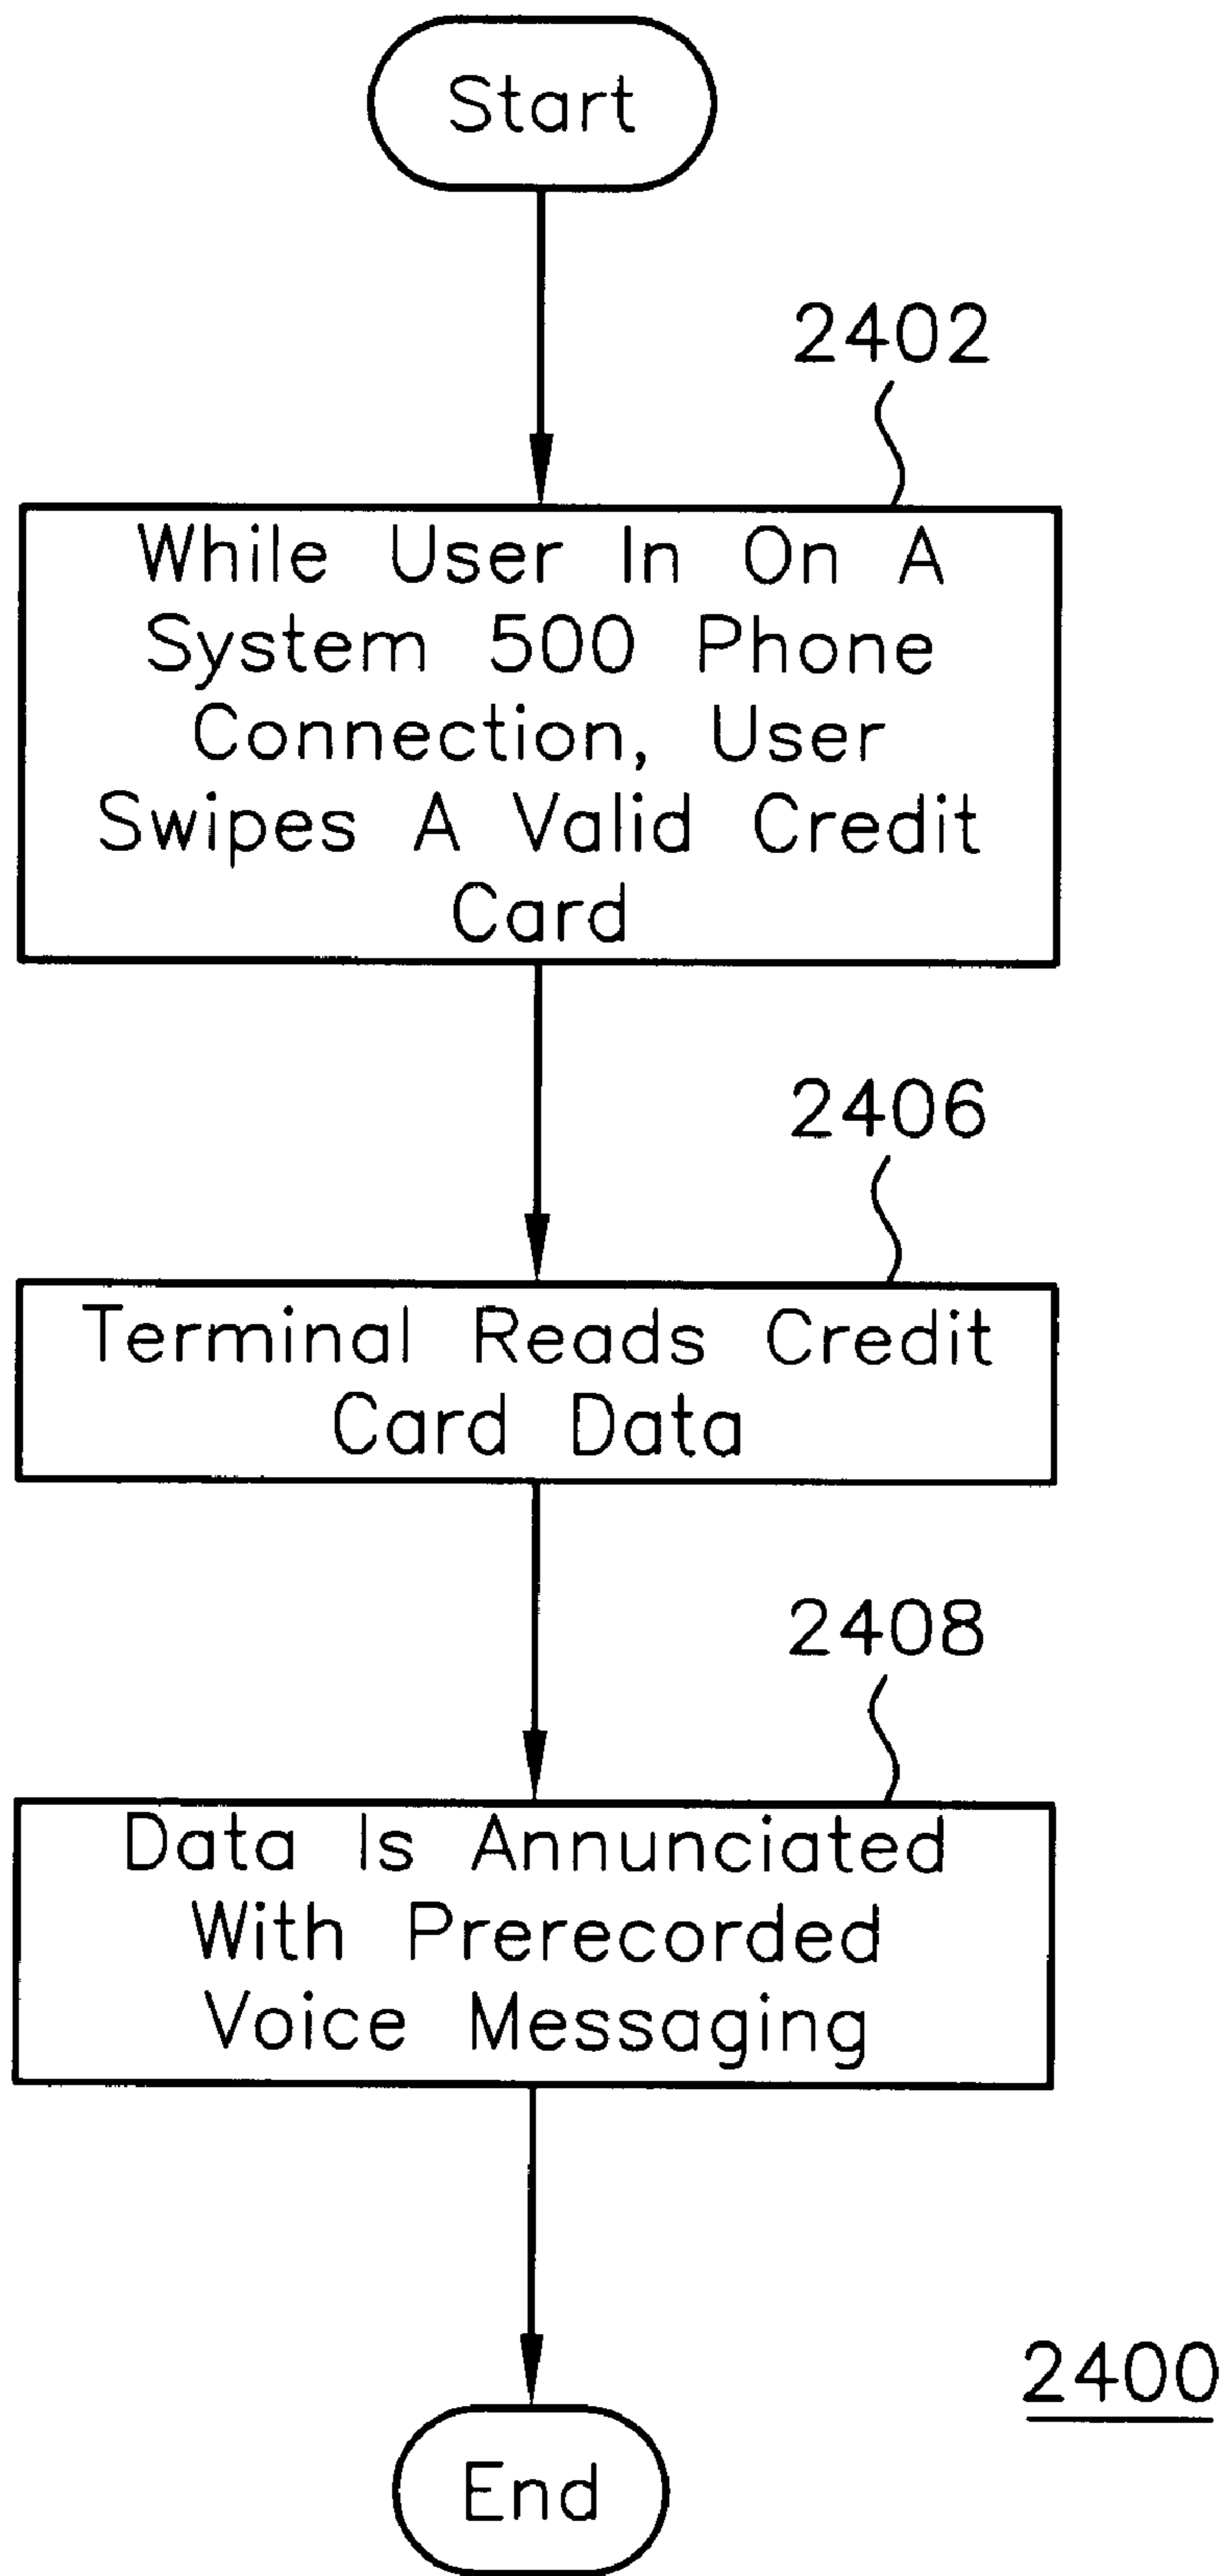 Start
2402
While User In On A
System 500 Phone
Connection, User
Swipes A Valid Credit
Card
2406
Terminal Reads Credit
Card Data
2408
Data Is Annunciated
With Prerecorded
Voice Messaging
2400
End